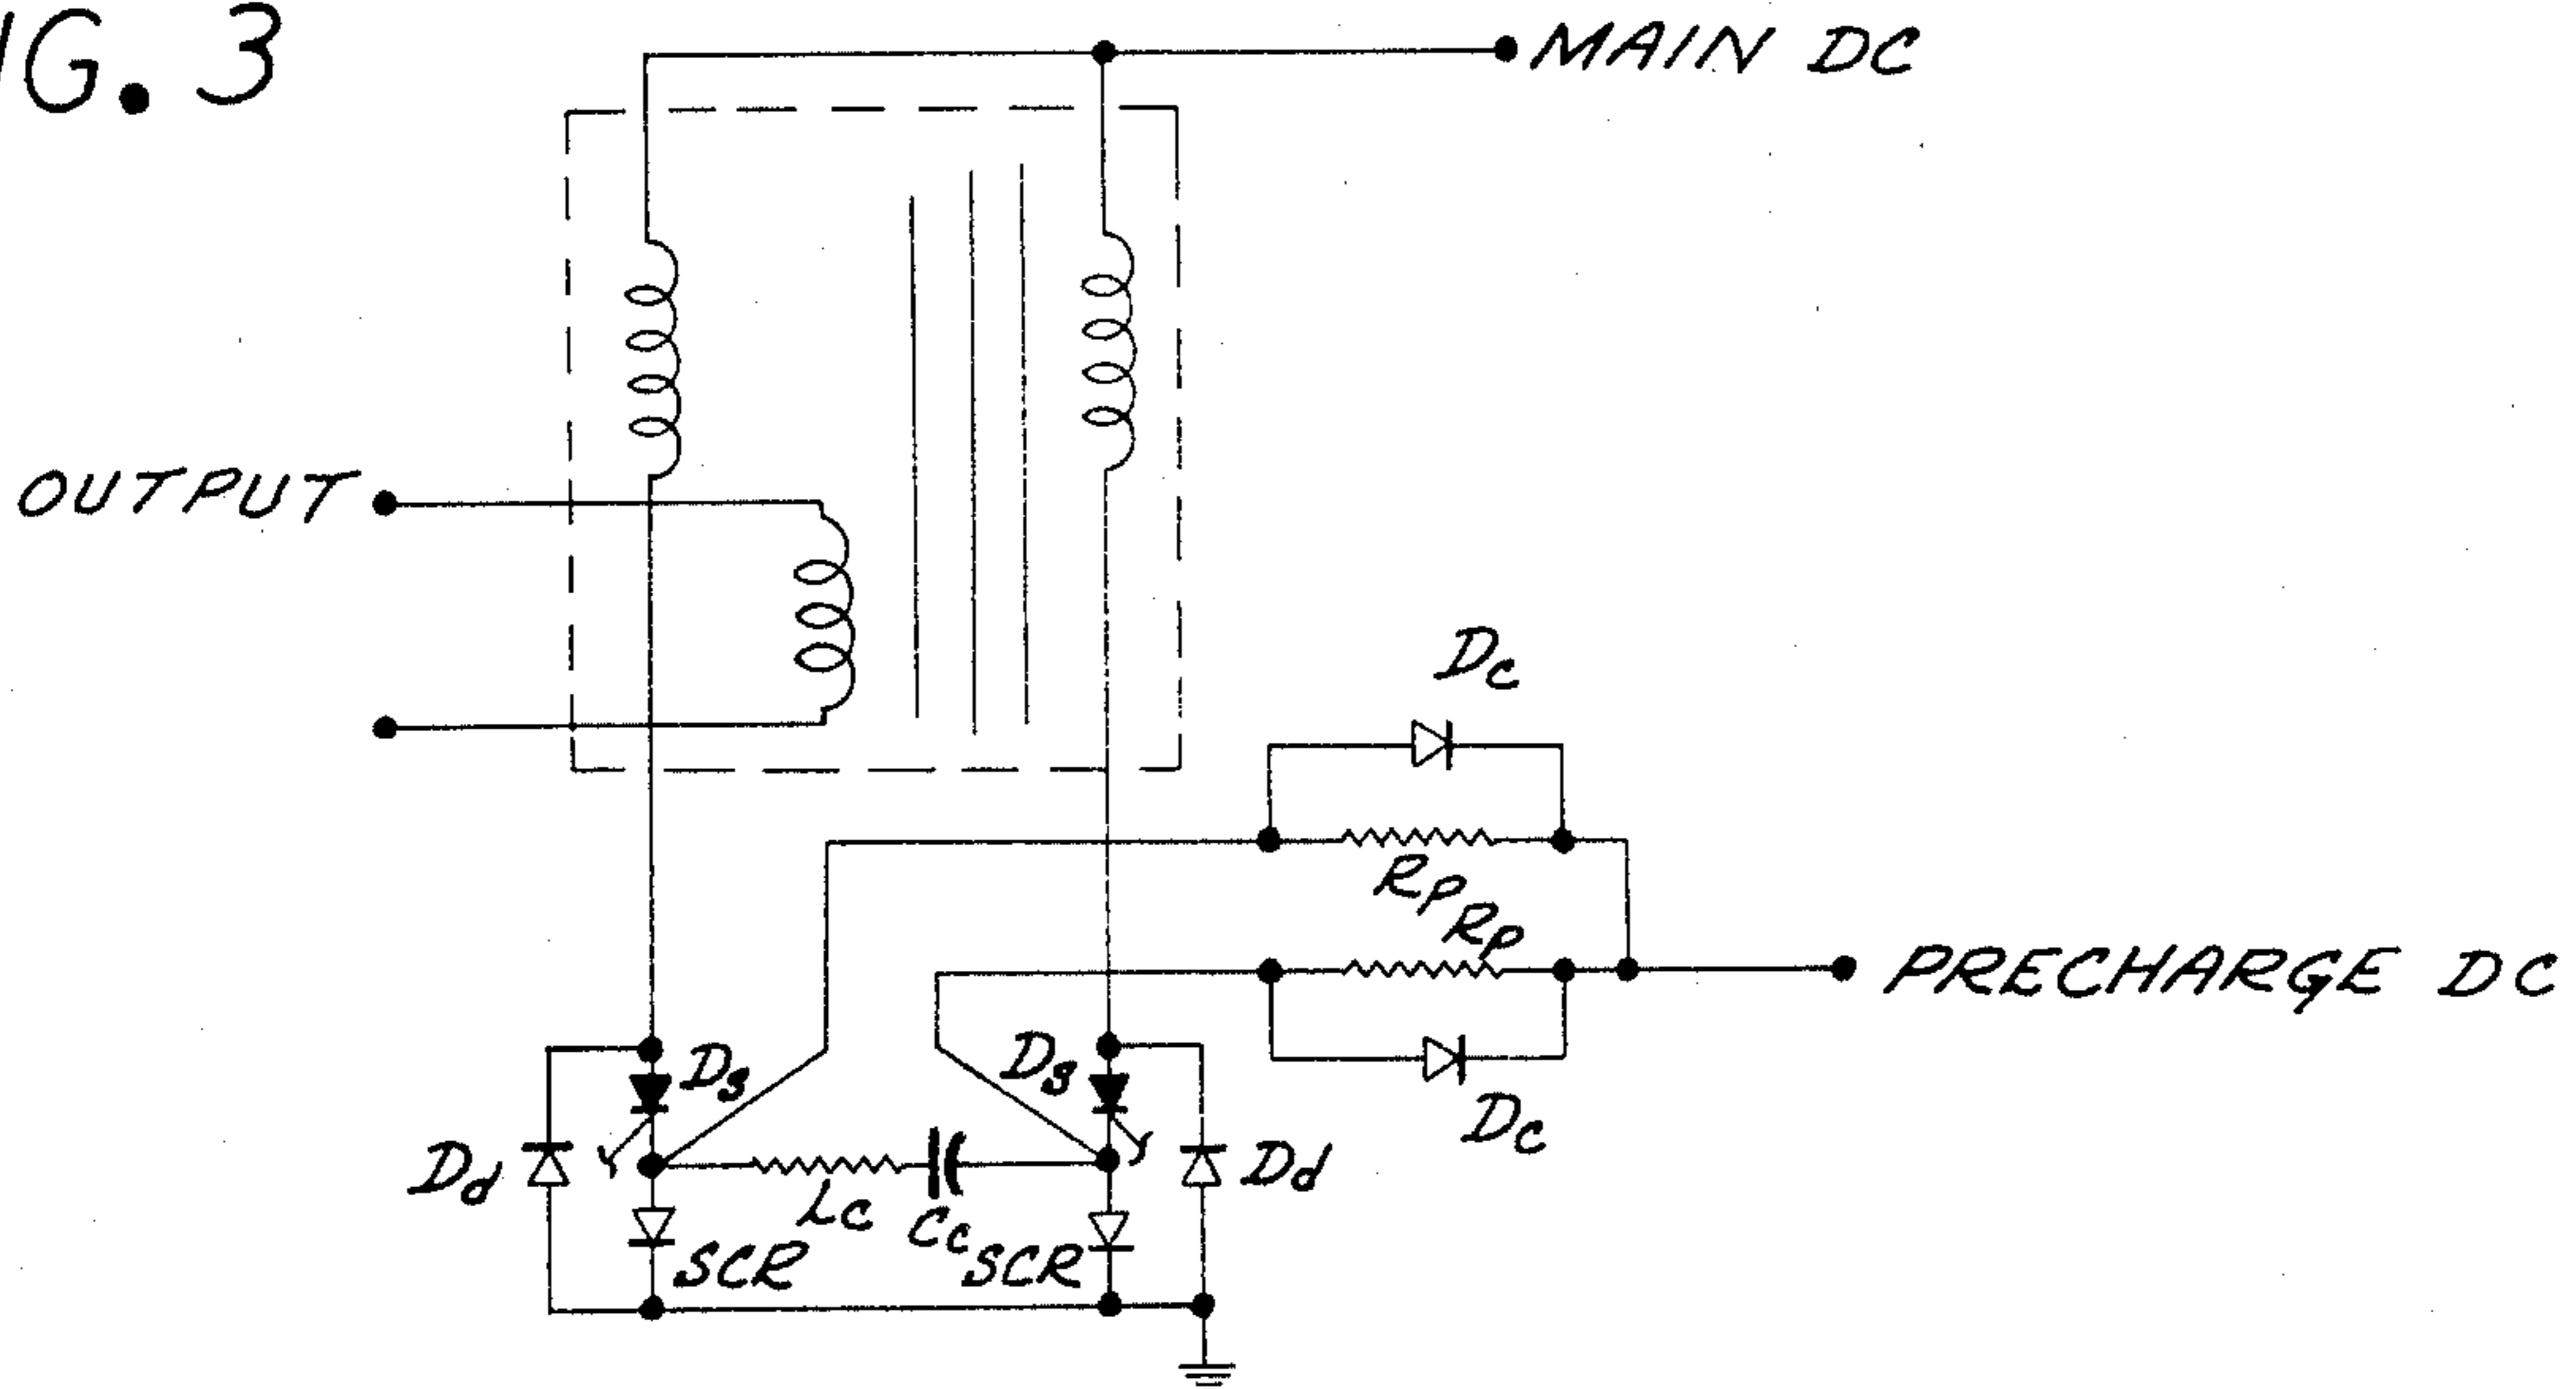 IG. 3
MAIN DC
OUTPUT
Dc
Rp
Rp
PRECHARGE DC
Dc
Ds
Ds
Dd
Dd
Lc
Cc
SCR
SCR